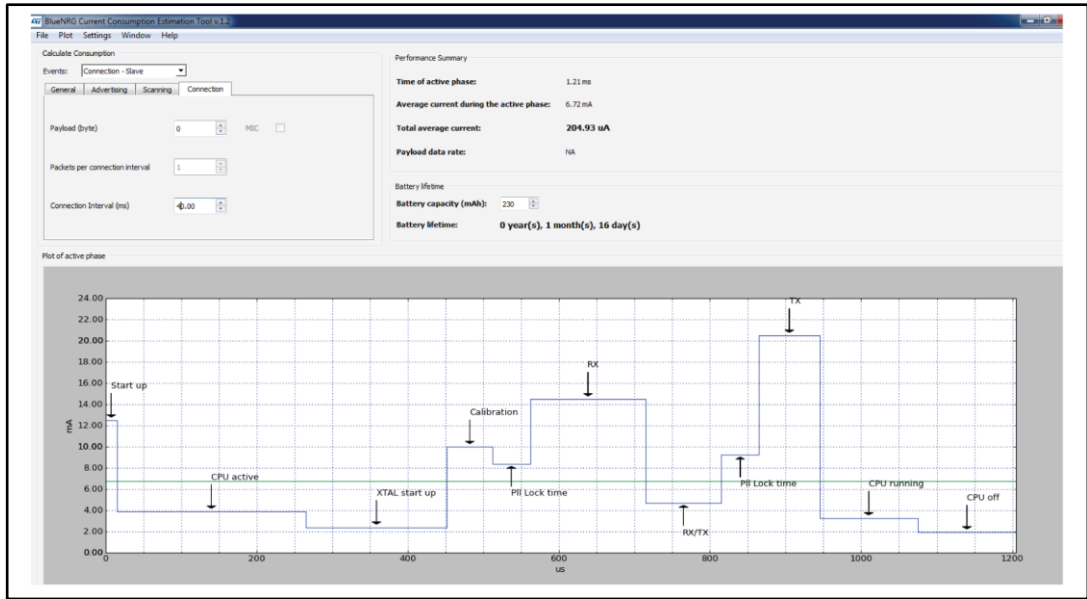 BlueNRG Current Consumption Estimation Tool v.1.2
File Plot Settings Window Help
Calculate Consumption
Events: Connection - Slave
General Advertising Scanning Connection
Payload (byte) 0 MIC
Packets per connection interval 1
Connection Interval (ms) 40.00
Performance Summary
Time of active phase: 1.21 ms
Average current during the active phase: 6.72 mA
Total average current: 204.93 uA
Payload data rate: NA
Battery lifetime
Battery capacity (mAh): 230
Battery lifetime: 0 year(s), 1 month(s), 16 day(s)
Plot of active phase
24.00
22.00
20.00
18.00
16.00
14.00
12.00
10.00
8.00
6.00
4.00
2.00
0.00
mA
Start up
CPU active
XTAL start up
Calibration
Pll Lock time
RX
RX/TX
Pll Lock time
TX
CPU running
CPU off
0 200 400 600 800 1000 1200
us